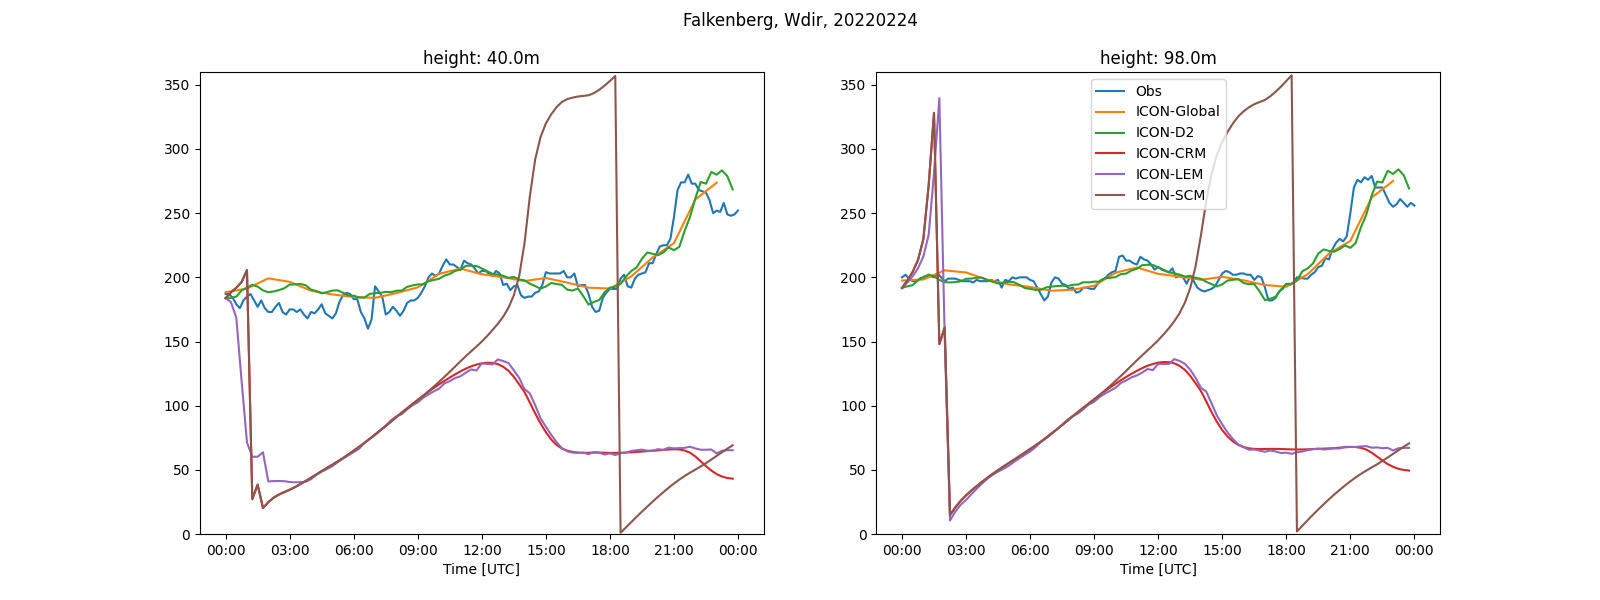 Falkenberg, Wdir, 20220224
height: 40.0m
350
300
250
200
150
100
50
0
00:00 03:00 06:00 09:00 12:00 15:00 18:00 21:00 00:00
Time [UTC]
height: 98.0m
350
300
250
200
150
100
50
0
Obs
ICON-Global
ICON-D2
ICON-CRM
ICON-LEM
ICON-SCM
00:00 03:00 06:00 09:00 12:00 15:00 18:00 21:00 00:00
Time [UTC]